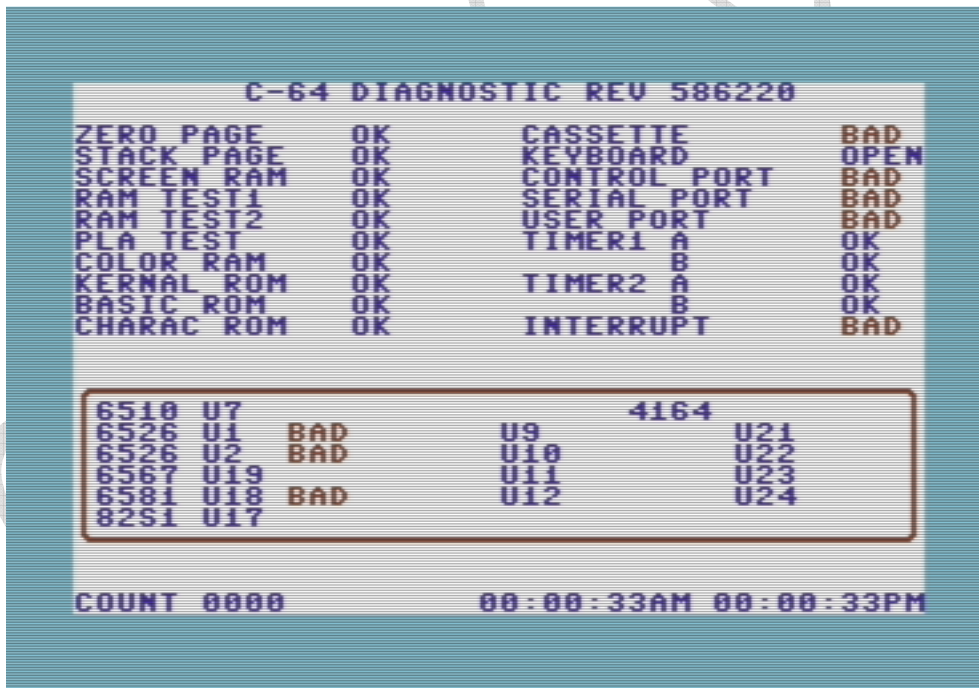 C-64 DIAGNOSTIC REV 586220
ZERO PAGE OK CASSETTE BAD
STACK PAGE OK KEYBOARD OPEN
SCREEN RAM OK CONTROL PORT BAD
RAM TEST1 OK SERIAL PORT BAD
RAM TEST2 OK USER PORT BAD
PLA TEST OK TIMER1 A OK
COLOR RAM OK B OK
KERNAL ROM OK TIMER2 A OK
BASIC ROM OK B OK
CHARAC ROM OK INTERRUPT BAD
6510 U7 4164
6526 U1 BAD U9 U21
6526 U2 BAD U10 U22
6567 U19 U11 U23
6581 U18 BAD U12 U24
82S1 U17
COUNT 0000 00:00:33AM 00:00:33PM